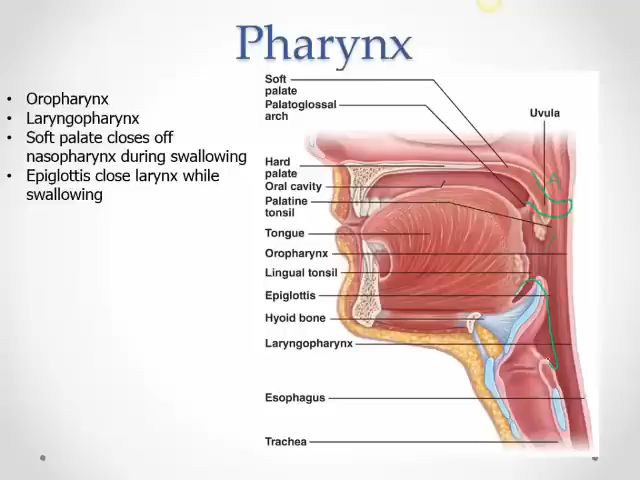 Pharynx
• Oropharynx
• Laryngopharynx
• Soft palate closes off
nasopharynx during swallowing
• Epiglottis close larynx while
swallowing
Soft
palate
Palatoglossal
arch
Uvula
Hard
palate
Oral cavity
Palatine
tonsil
Tongue
Oropharynx
Lingual tonsil
Epiglottis
Hyoid bone
Laryngopharynx
Esophagus
Trachea